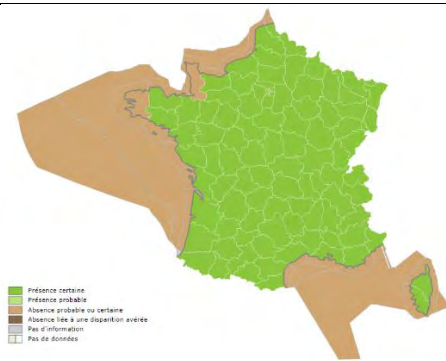 Présence certaine
Présence probable
Absence probable ou certaine
Absence liée à une disparition avérée
Pas d'information
Pas de données